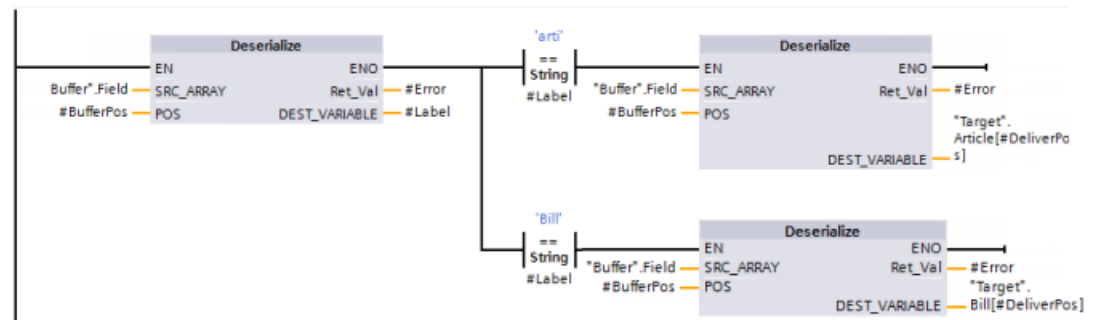 Deserialize
EN ENO
Buffer".Field SRC_ARRAY Ret_Val #Error
#BufferPos POS DEST_VARIABLE #Label
'arti'
==
String
#Label
Deserialize
EN ENO
"Buffer".Field SRC_ARRAY Ret_Val #Error
#BufferPos POS
"Target".
Article[#DeliverPo
DEST_VARIABLE s]
'Bill'
==
String
#Label
Deserialize
EN ENO
"Buffer".Field SRC_ARRAY Ret_Val #Error
#BufferPos POS "Target".
DEST_VARIABLE Bill[#DeliverPos]